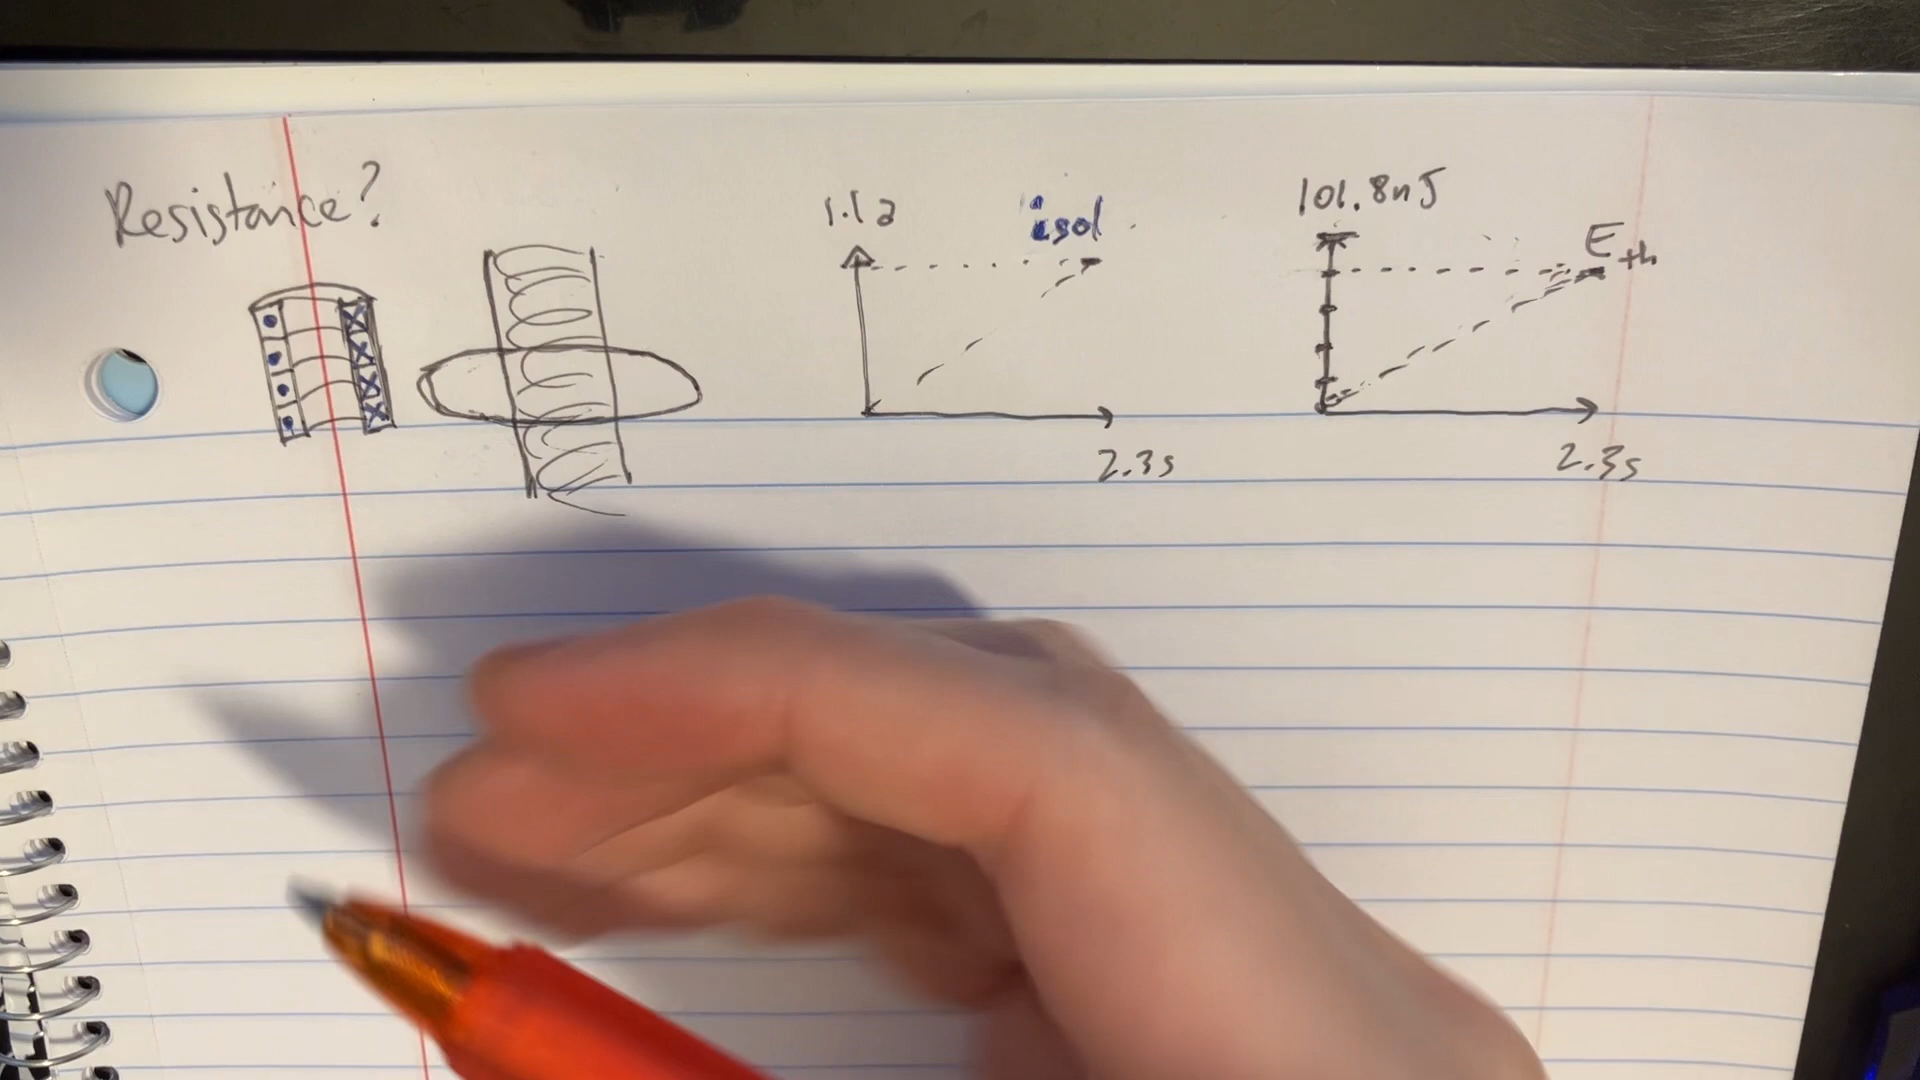 Resistance?
1.1a
isol
2.3s
101.8nJ
Eth
2.3s